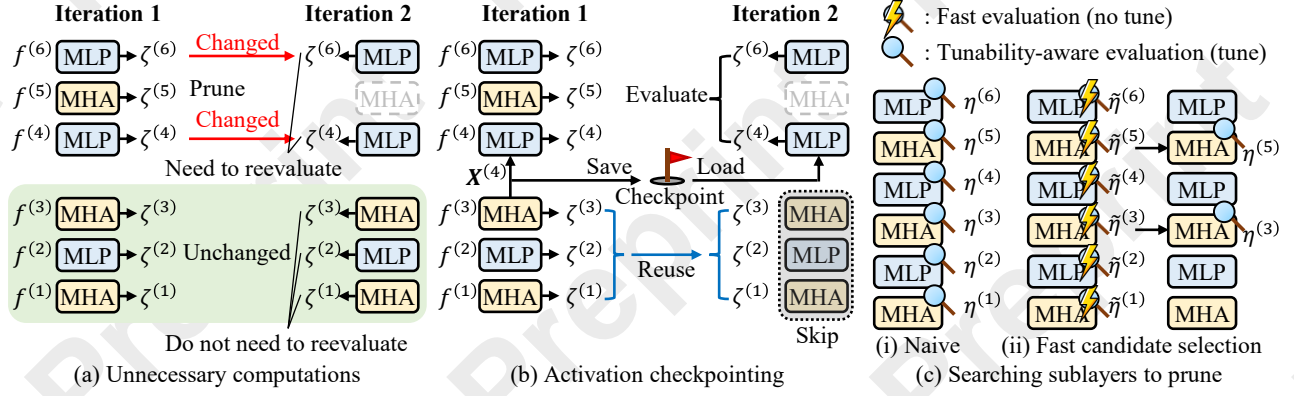 Iteration 1
Iteration 2
f^(6) MLP ζ^(6) Changed ζ^(6) MLP
f^(5) MHA ζ^(5) Prune MHA
f^(4) MLP ζ^(4) Changed ζ^(4) MLP
Need to reevaluate
f^(3) MHA ζ^(3) ζ^(3) MHA
f^(2) MLP ζ^(2) Unchanged ζ^(2) MLP
f^(1) MHA ζ^(1) ζ^(1) MHA
Do not need to reevaluate
(a) Unnecessary computations
Iteration 1
Iteration 2
f^(6) MLP ζ^(6) ζ^(6) MLP
f^(5) MHA ζ^(5) Evaluate MHA
f^(4) MLP ζ^(4) ζ^(4) MLP
X^(4) Save Load
Checkpoint
f^(3) MHA ζ^(3) ζ^(3) MHA
f^(2) MLP ζ^(2) Reuse ζ^(2) MLP
f^(1) MHA ζ^(1) ζ^(1) MHA
Skip
(b) Activation checkpointing
: Fast evaluation (no tune)
: Tunability-aware evaluation (tune)
MLP η^(6) MLP η̃^(6) MLP
MHA η^(5) MHA η̃^(5) MHA η^(5)
MLP η^(4) MLP η̃^(4) MLP
MHA η^(3) MHA η̃^(3) MHA η^(3)
MLP η^(2) MLP η̃^(2) MLP
MHA η^(1) MHA η̃^(1) MHA
(i) Naive
(ii) Fast candidate selection
(c) Searching sublayers to prune
Preprint
Preprint
Preprint